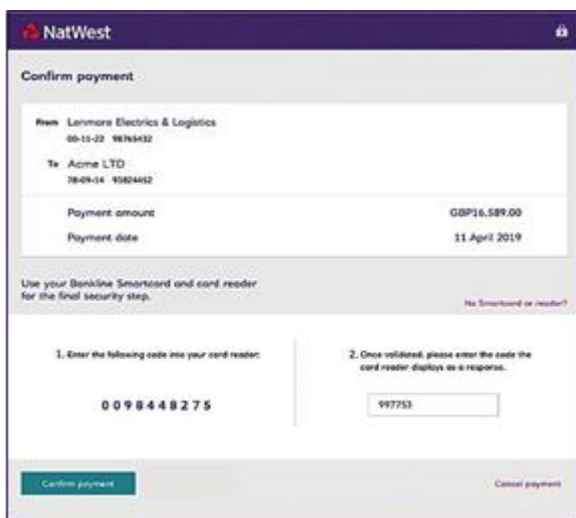 NatWest
Confirm payment
From Lenmore Electrics & Logistics
00-11-22 98765432
To Acme LTD
78-09-14 93824452
Payment amount GBP16,589.00
Payment date 11 April 2019
Use your Bankline Smartcard and card reader
for the final security step.
No Smartcard or reader?
1. Enter the following code into your card reader:
0098448275
2. Once validated, please enter the code the
card reader displays as a response.
997753
Confirm payment
Cancel payment